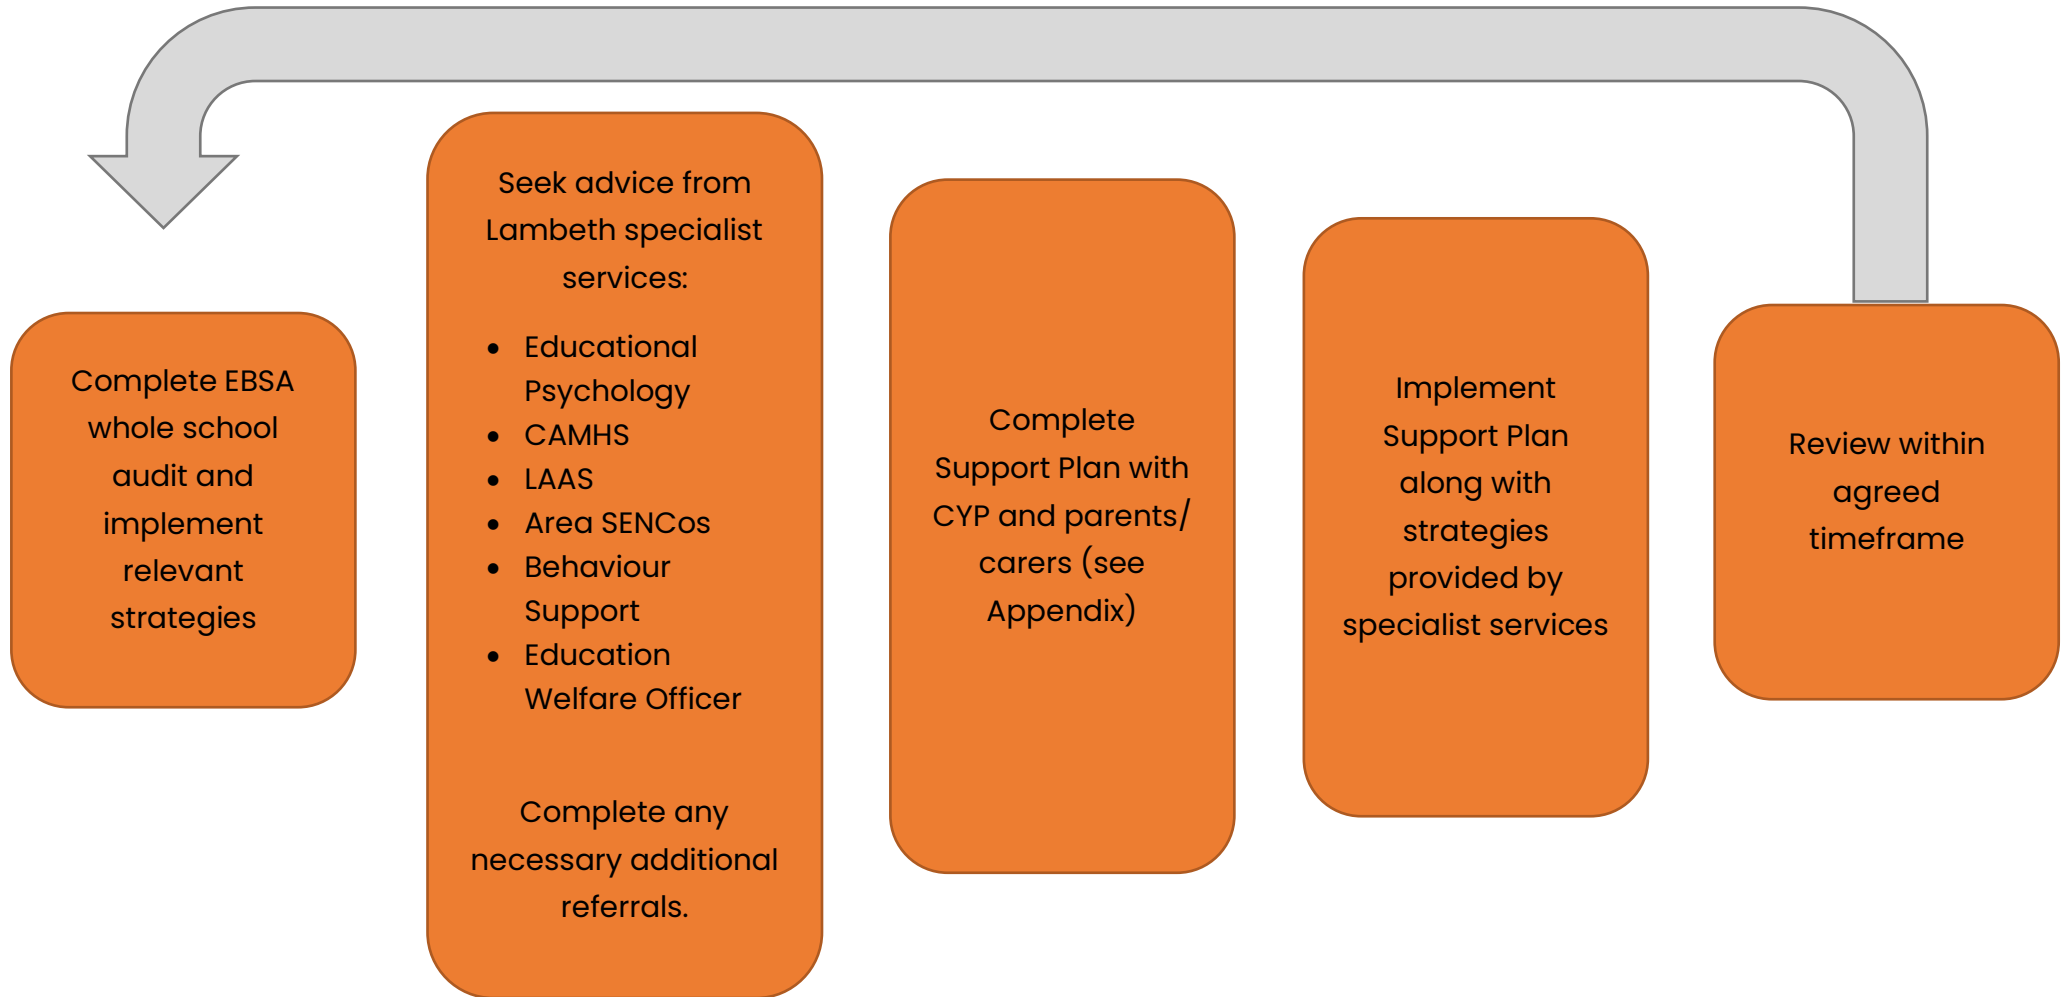 Complete EBSA
whole school
audit and
implement
relevant
strategies
Seek advice from
Lambeth specialist
services:
• Educational
Psychology
• CAMHS
• LAAS
• Area SENCos
• Behaviour
Support
• Education
Welfare Officer
Complete any
necessary additional
referrals.
Complete
Support Plan with
CYP and parents/
carers (see
Appendix)
Implement
Support Plan
along with
strategies
provided by
specialist services
Review within
agreed
timeframe